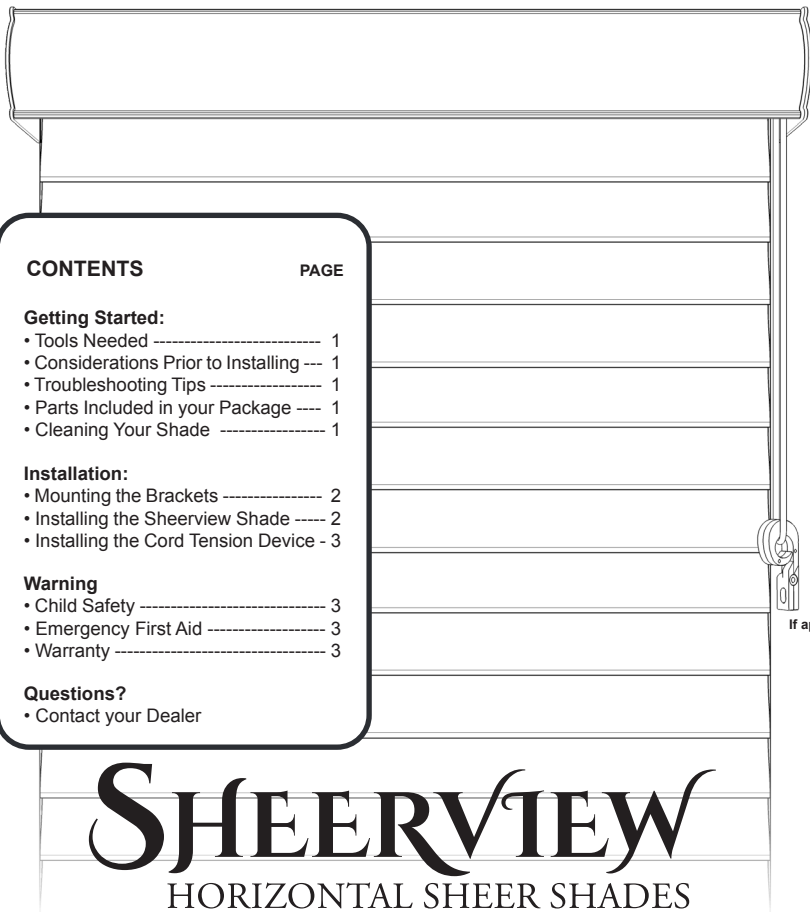 CONTENTS PAGE
Getting Started:
• Tools Needed --------------------------- 1
• Considerations Prior to Installing --- 1
• Troubleshooting Tips ------------------ 1
• Parts Included in your Package ---- 1
• Cleaning Your Shade ----------------- 1
Installation:
• Mounting the Brackets ---------------- 2
• Installing the Sheerview Shade ----- 2
• Installing the Cord Tension Device - 3
Warning
• Child Safety ------------------------------ 3
• Emergency First Aid ------------------- 3
• Warranty ---------------------------------- 3
Questions?
• Contact your Dealer
If
SHEERVIEW
HORIZONTAL SHEER SHADES